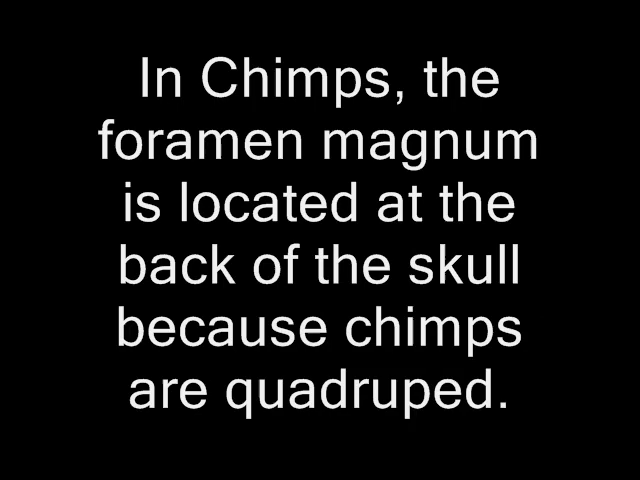 In Chimps, the
foramen magnum
is located at the
back of the skull
because chimps
are quadruped.